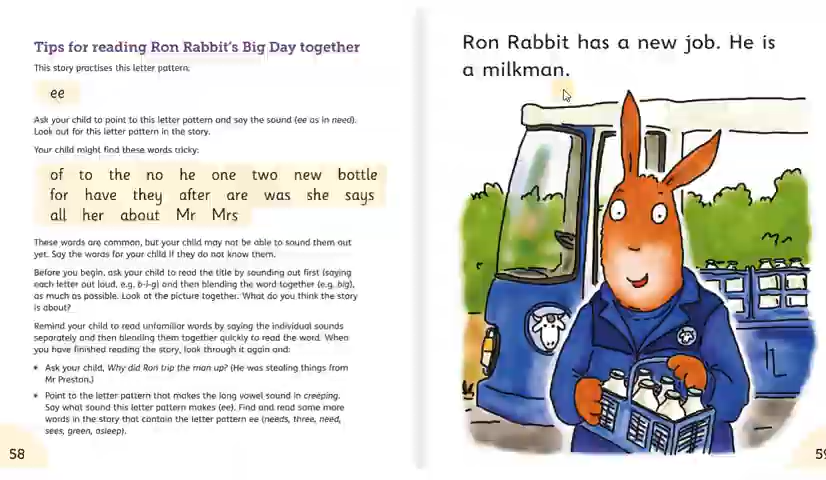 Tips for reading Ron Rabbit's Big Day together
This story practises this letter pattern.
ee
Ask your child to point to this letter pattern and say the sound (ee as in need).
Look out for this letter pattern in the story.
Your child might find these words tricky:
of to the no he one two new bottle
for have they after are was she says
all her about Mr Mrs
These words are common, but your child may not be able to sound them out
yet. Say the words for your child if they do not know them.
Before you begin, ask your child to read the title by sounding out first (saying
each letter out loud, e.g. b-i-g) and then blending the word together (e.g. big),
as much as possible. Look at the picture together. What do you think the story
is about?
Remind your child to read unfamiliar words by saying the individual sounds
separately and then blending them together quickly to read the word. When
you have finished reading the story, look through it again and:
• Ask your child, Why did Ron trip the man up? (He was stealing things from
Mr Preston.)
• Point to the letter pattern that makes the long vowel sound in creeping.
Say what sound this letter pattern makes (ee). Find and read some more
words in the story that contain the letter pattern ee (needs, three, need,
sees, green, asleep).
58
Ron Rabbit has a new job. He is
a milkman.
59